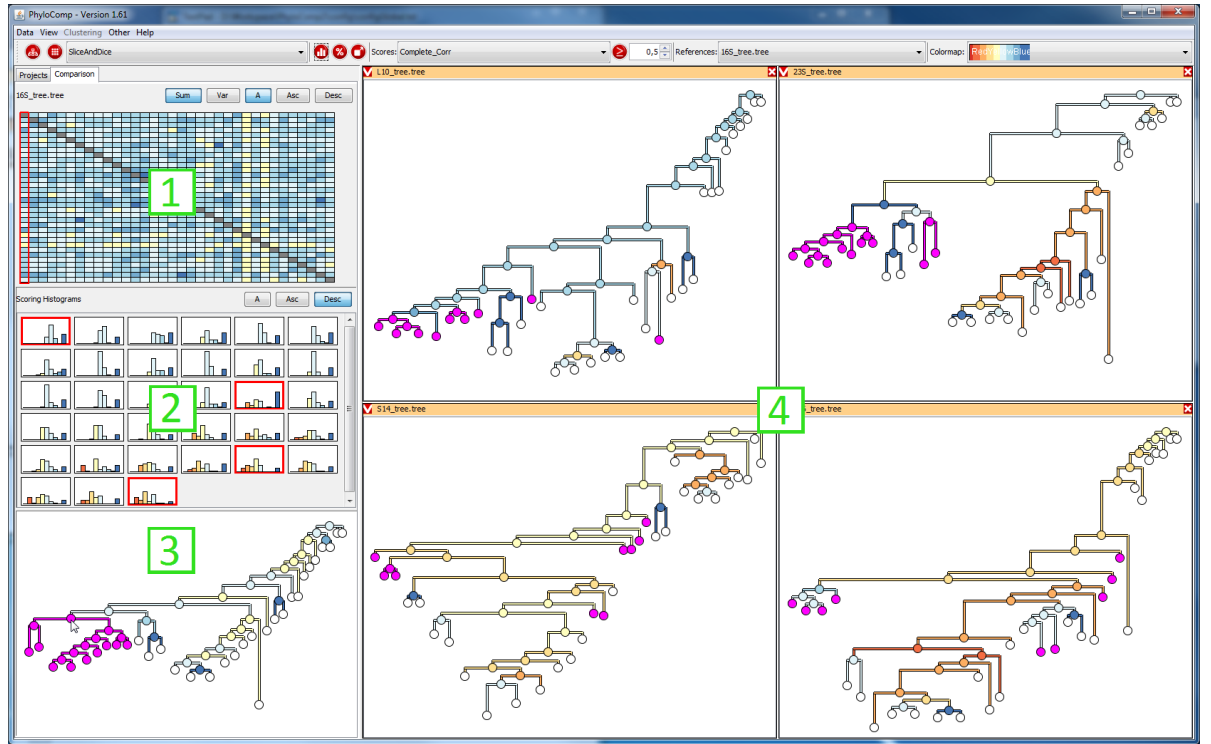 PhyloComp - Version 1.61
Data View Clustering Other Help
SliceAndDice Scores: Complete_Corr 0,5 References: 16S_tree.tree Colormap:
Projects Comparison
16S_tree.tree Sum Var A Asc Desc
1
Scoring Histograms A Asc Desc
2
3
L10_tree.tree
23S_tree.tree
S14_tree.tree
4
_tree.tree